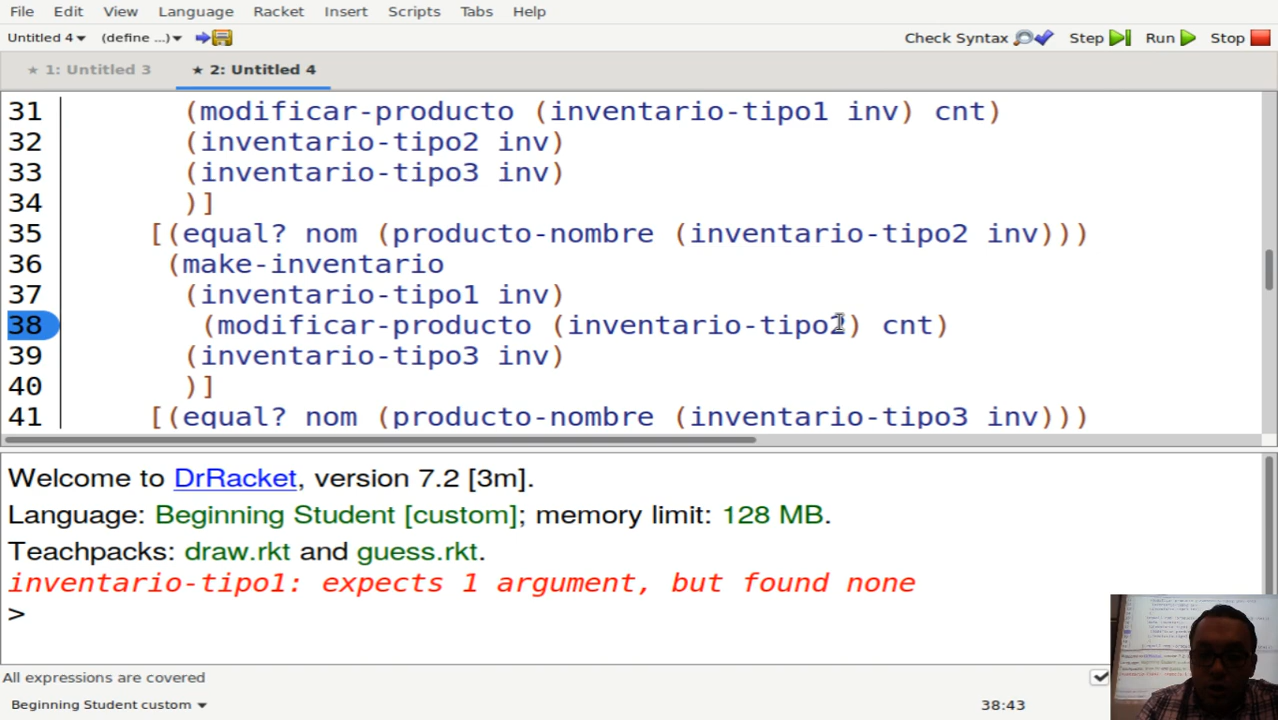 File Edit View Language Racket Insert Scripts Tabs Help
Untitled 4 (define ...) Check Syntax Step Run Stop
★ 1: Untitled 3 ★ 2: Untitled 4
31 (modificar-producto (inventario-tipo1 inv) cnt)
32 (inventario-tipo2 inv)
33 (inventario-tipo3 inv)
34 )]
35 [(equal? nom (producto-nombre (inventario-tipo2 inv)))
36 (make-inventario
37 (inventario-tipo1 inv)
38 (modificar-producto (inventario-tipo2) cnt)
39 (inventario-tipo3 inv)
40 )]
41 [(equal? nom (producto-nombre (inventario-tipo3 inv)))
Welcome to DrRacket, version 7.2 [3m].
Language: Beginning Student [custom]; memory limit: 128 MB.
Teachpacks: draw.rkt and guess.rkt.
inventario-tipo1: expects 1 argument, but found none
>
All expressions are covered
Beginning Student custom 38:43